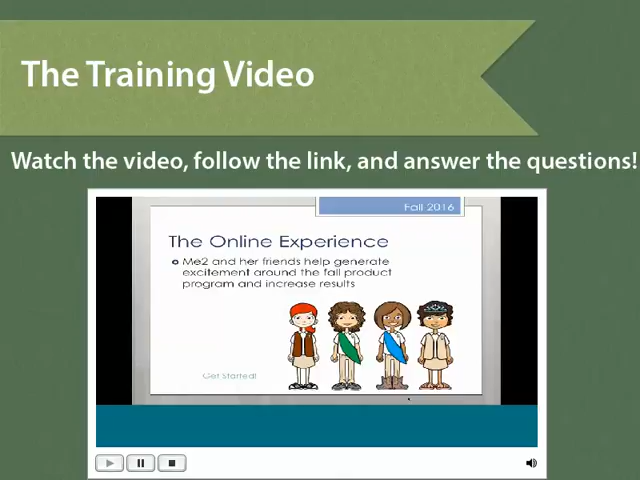 The Training Video
Watch the video, follow the link, and answer the questions!
Fall 2016
The Online Experience
Me2 and her friends help generate
excitement around the fall product
program and increase results
Get Started!